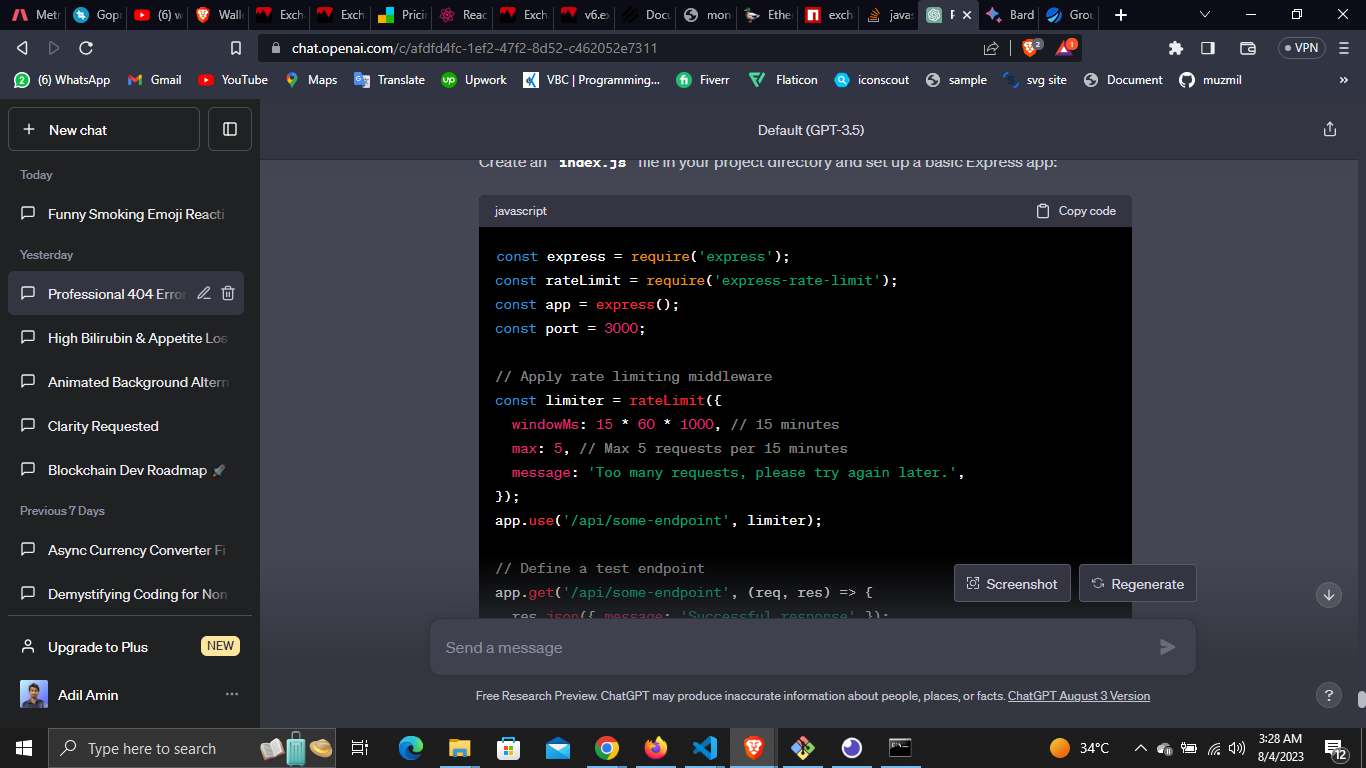 Metr
Gopr
(6) w
Walle
Exch
Exch
Pricin
Reac
Exch
v6.ex
Docu
mon
Ether
exch
javas
F
Bard
Grou
chat.openai.com/c/afdfd4fc-1ef2-47f2-8d52-c462052e7311
2
1
VPN
2
(6) WhatsApp
Gmail
YouTube
Maps
Translate
Upwork
VBC | Programming...
Fiverr
Flaticon
iconscout
sample
svg site
Document
muzmil
»
New chat
Default (GPT-3.5)
Today
Funny Smoking Emoji Reacti
Yesterday
Professional 404 Error
High Bilirubin & Appetite Los
Animated Background Altern
Clarity Requested
Blockchain Dev Roadmap 🚀
Previous 7 Days
Async Currency Converter Fi
Demystifying Coding for Non
Upgrade to Plus
NEW
Adil Amin
Create an index.js file in your project directory and set up a basic Express app:
javascript
Copy code
const express = require('express');
const rateLimit = require('express-rate-limit');
const app = express();
const port = 3000;
// Apply rate limiting middleware
const limiter = rateLimit({
windowMs: 15 * 60 * 1000, // 15 minutes
max: 5, // Max 5 requests per 15 minutes
message: 'Too many requests, please try again later.',
});
app.use('/api/some-endpoint', limiter);
// Define a test endpoint
app.get('/api/some-endpoint', (req, res) => {
res.json({ message: 'Successful response' });
Screenshot
Regenerate
Send a message
Free Research Preview. ChatGPT may produce inaccurate information about people, places, or facts. ChatGPT August 3 Version
?
Type here to search
34°C
3:28 AM
8/4/2023
12